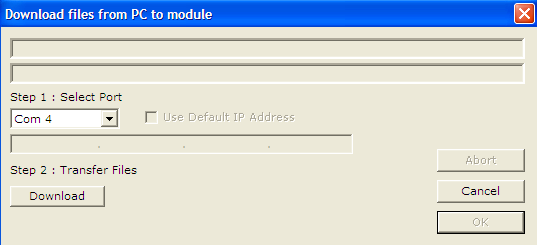 Download files from PC to module
Step 1 : Select Port
Com 4
Use Default IP Address
. . .
Step 2 : Transfer Files
Abort
Download
Cancel
OK